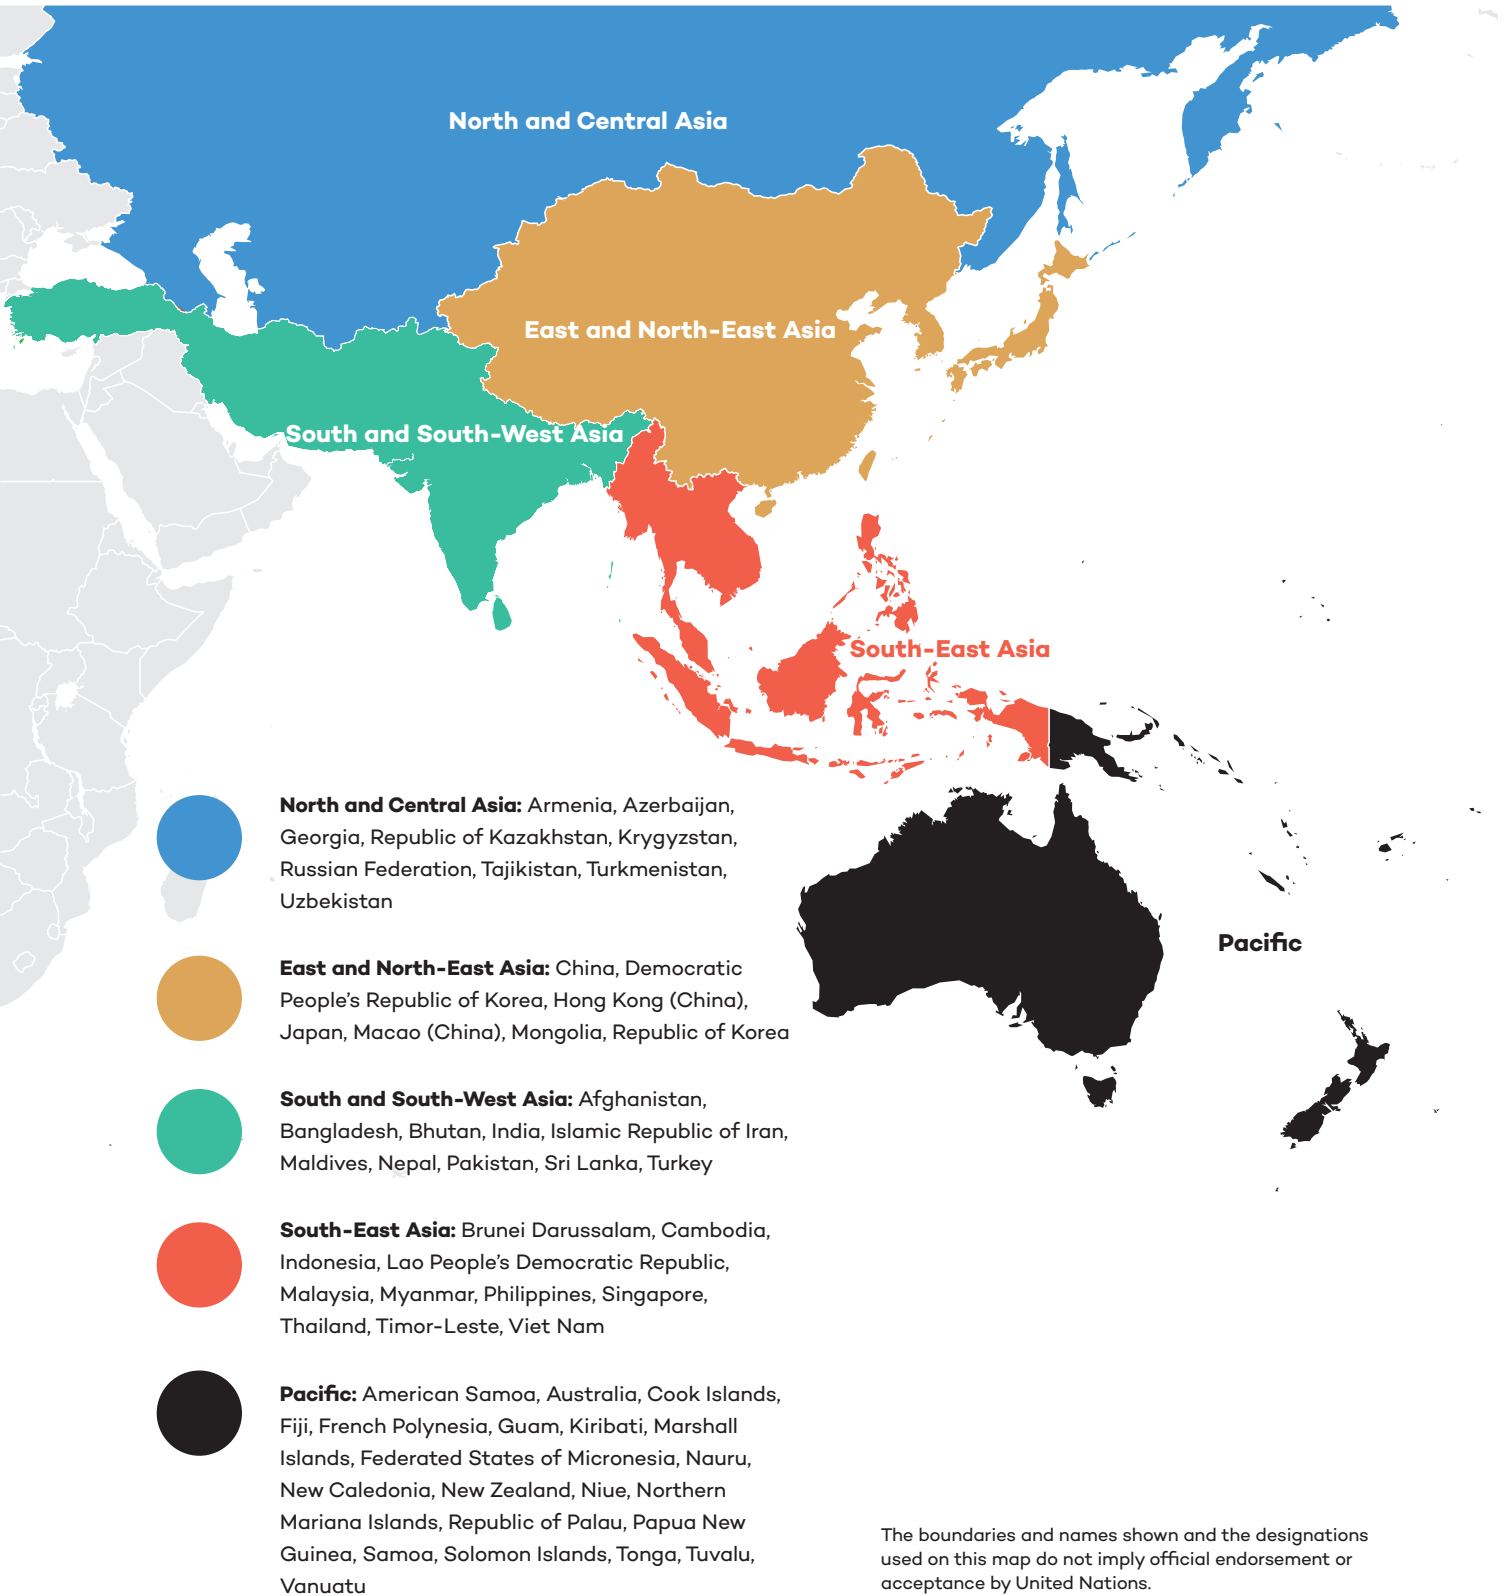 North and Central Asia
East and North-East Asia
South and South-West Asia
South-East Asia
Pacific
North and Central Asia: Armenia, Azerbaijan,
Georgia, Republic of Kazakhstan, Krygyzstan,
Russian Federation, Tajikistan, Turkmenistan,
Uzbekistan
East and North-East Asia: China, Democratic
People's Republic of Korea, Hong Kong (China),
Japan, Macao (China), Mongolia, Republic of Korea
South and South-West Asia: Afghanistan,
Bangladesh, Bhutan, India, Islamic Republic of Iran,
Maldives, Nepal, Pakistan, Sri Lanka, Turkey
South-East Asia: Brunei Darussalam, Cambodia,
Indonesia, Lao People's Democratic Republic,
Malaysia, Myanmar, Philippines, Singapore,
Thailand, Timor-Leste, Viet Nam
Pacific: American Samoa, Australia, Cook Islands,
Fiji, French Polynesia, Guam, Kiribati, Marshall
Islands, Federated States of Micronesia, Nauru,
New Caledonia, New Zealand, Niue, Northern
Mariana Islands, Republic of Palau, Papua New
Guinea, Samoa, Solomon Islands, Tonga, Tuvalu,
Vanuatu
The boundaries and names shown and the designations
used on this map do not imply official endorsement or
acceptance by United Nations.